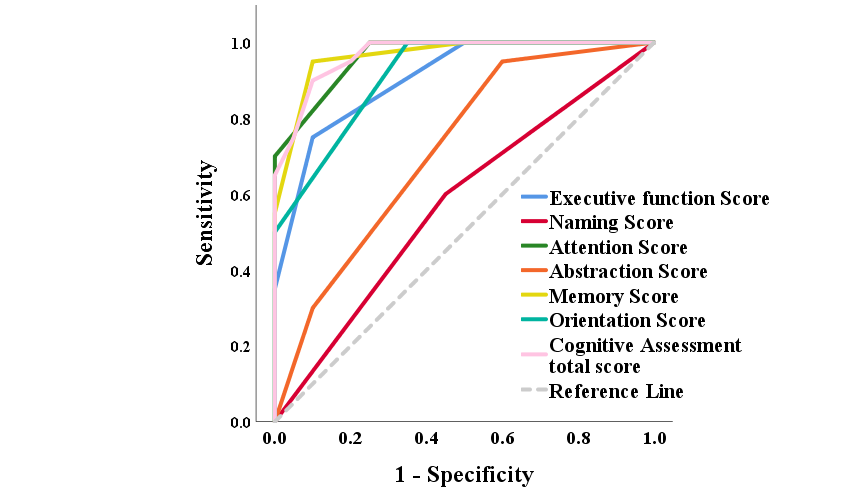 1.0
0.8
0.6
0.4
0.2
0.0
Sensitivity
Executive function Score
Naming Score
Attention Score
Abstraction Score
Memory Score
Orientation Score
Cognitive Assessment
total score
Reference Line
0.0 0.2 0.4 0.6 0.8 1.0
1 - Specificity